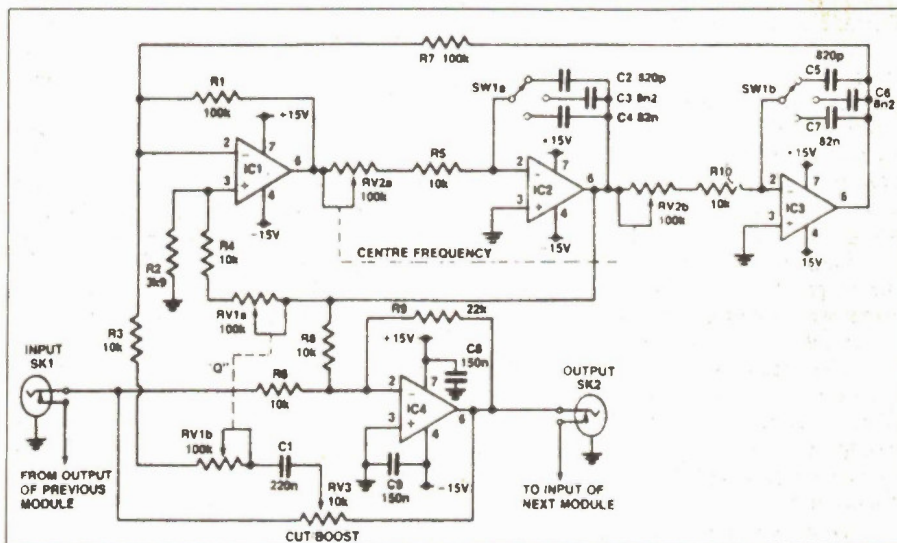 R7 100k
R1
100k
+15V
2
7
IC1
6
3
4
-15V
R2
3k9
R4
10k
RV2a
100k
R5
10k
SW1a
C2 820p
C3 8n2
C4 82n
+15V
2
7
IC2
6
3
4
-15V
RV2b
100k
R10
10k
SW1b
820p
C5
C6
8n2
C7
82n
+15V
2
7
IC3
6
3
4
15V
CENTRE FREQUENCY
RV1a
100k
R3
10k
"Q"
R8
10k
R9
22k
+15V
C8
150n
INPUT
SK1
R6
10k
2
7
IC4
6
3
4
OUTPUT
SK2
RV1b
100k
C1
220n
RV3
10k
C9
150n
-15V
FROM OUTPUT
OF PREVIOUS
MODULE
TO INPUT OF
NEXT MODULE
CUT BOOST